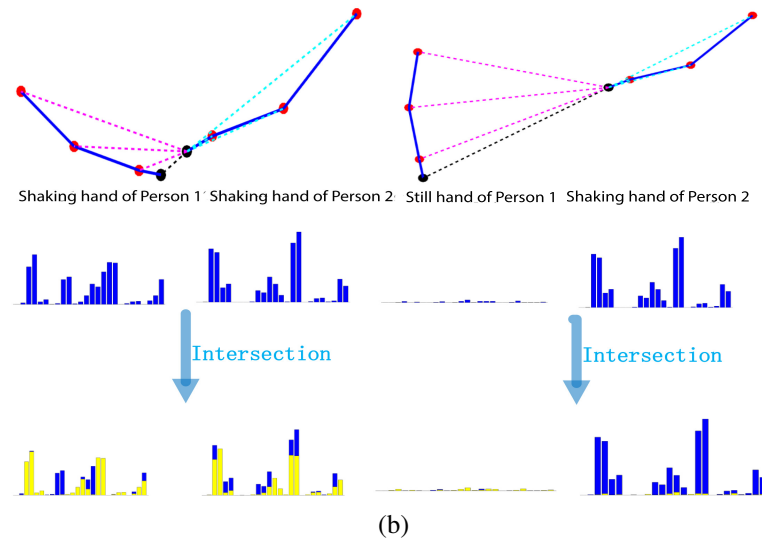 Shaking hand of Person 1 Shaking hand of Person 2 Still hand of Person 1 Shaking hand of Person 2
Intersection Intersection
(b)